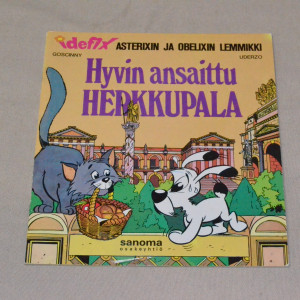 idefix
ASTERIXIN JA OBELIXIN LEMMIKKI
GOSCINNY
UDERZO
Hyvin ansaittu
HERKKUPALA
sanoma
osakeyhtiö